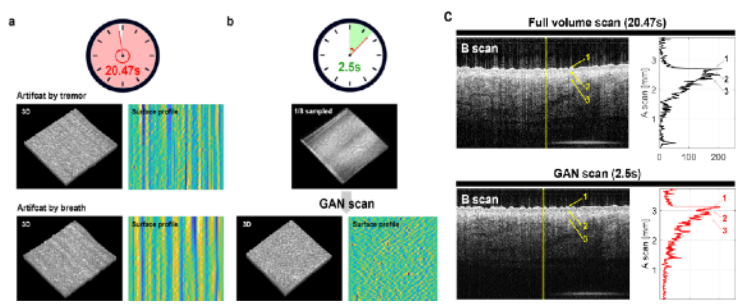 a
20.47s
Artifcat by tremor
3D
Surface profile
Artifcat by breath
3D
Surface profile
b
2.5s
1/8 sampled
GAN scan
3D
Surface profile
C
Full volume scan (20.47s)
B scan
1
2
3
A scan [mm]
3
2
1
0
100
200
1
2
3
GAN scan (2.5s)
B scan
1
2
3
A scan [mm]
3
2
1
0
1
2
3